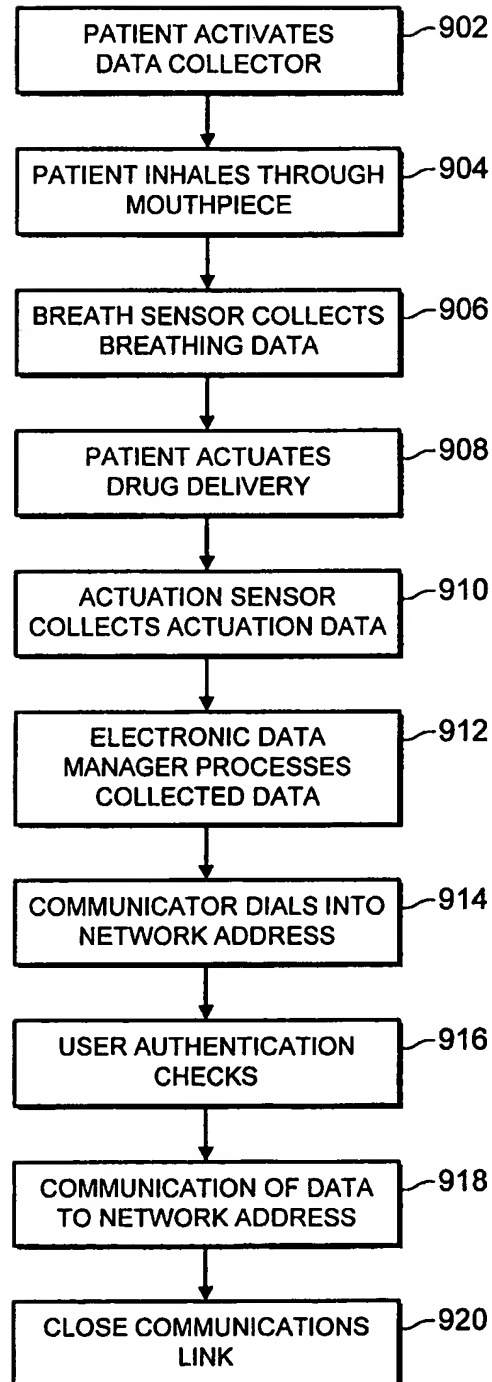 PATIENT ACTIVATES
DATA COLLECTOR
902
PATIENT INHALES THROUGH
MOUTHPIECE
904
BREATH SENSOR COLLECTS
BREATHING DATA
906
PATIENT ACTUATES
DRUG DELIVERY
908
ACTUATION SENSOR
COLLECTS ACTUATION DATA
910
ELECTRONIC DATA
MANAGER PROCESSES
COLLECTED DATA
912
COMMUNICATOR DIALS INTO
NETWORK ADDRESS
914
USER AUTHENTICATION
CHECKS
916
COMMUNICATION OF DATA
TO NETWORK ADDRESS
918
CLOSE COMMUNICATIONS
LINK
920